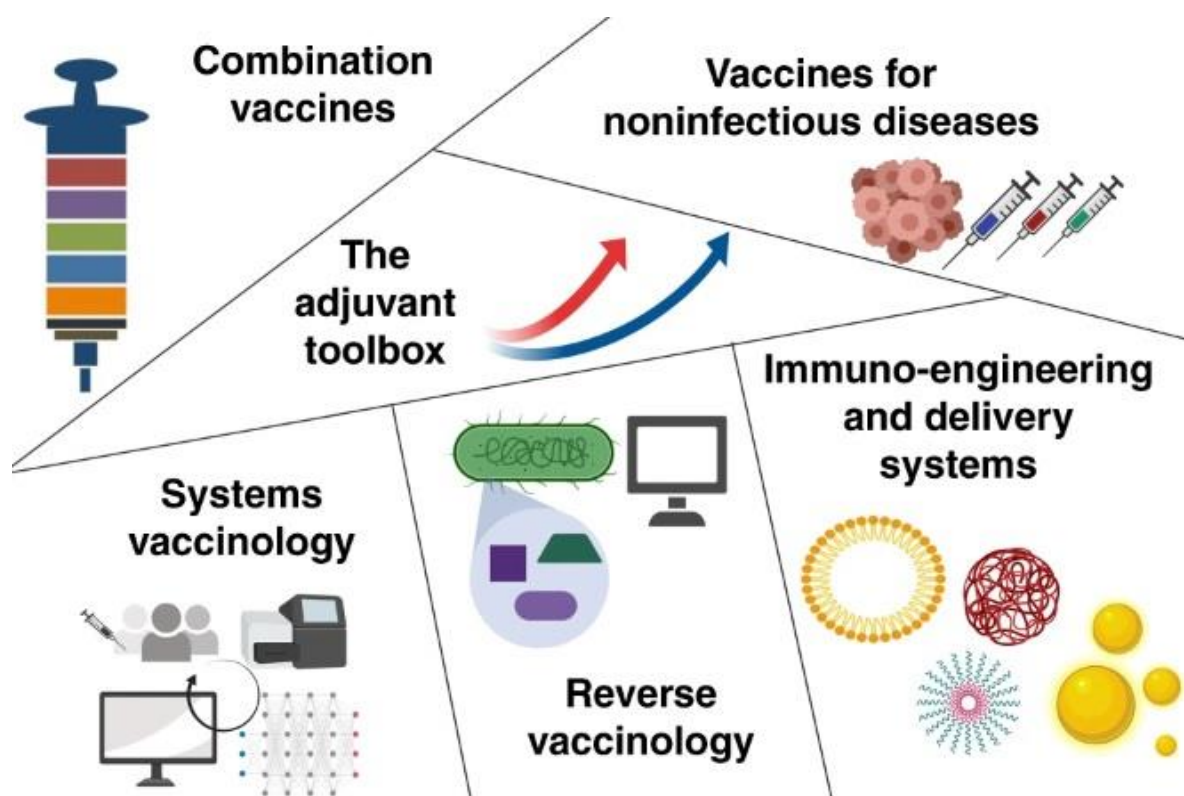 Combination
vaccines
Vaccines for
noninfectious diseases
The
adjuvant
toolbox
Immuno-engineering
and delivery
systems
Systems
vaccinology
Reverse
vaccinology